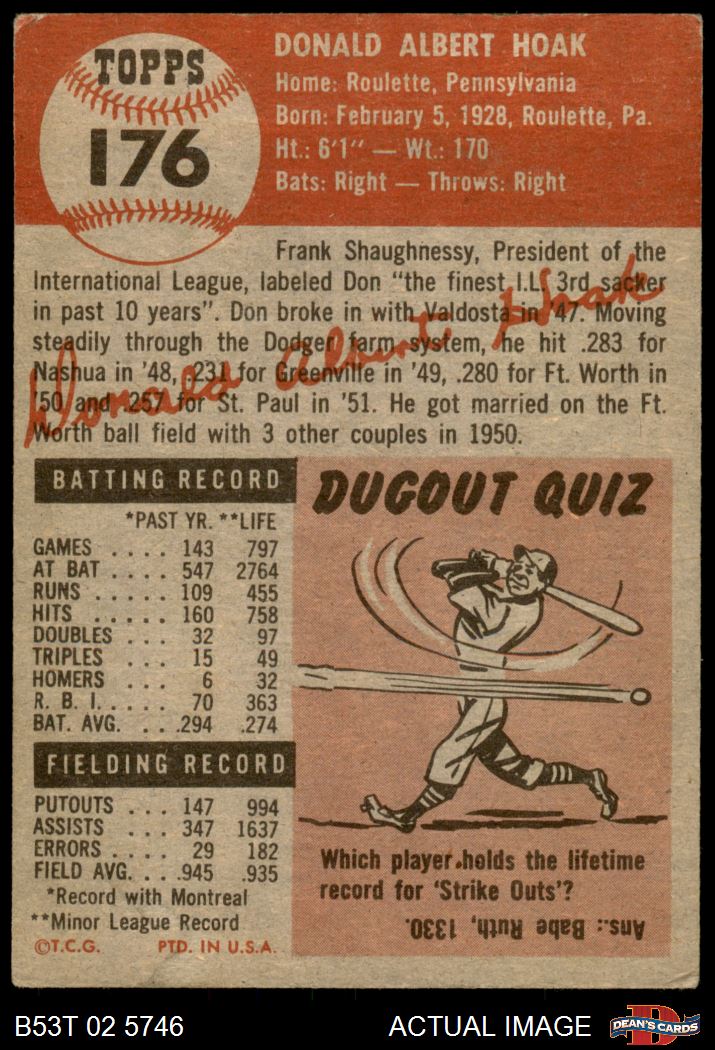 TOPPS
176
DONALD ALBERT HOAK
Home: Roulette, Pennsylvania
Born: February 5, 1928, Roulette, Pa.
Ht.: 6'1" — Wt.: 170
Bats: Right — Throws: Right
Frank Shaughnessy, President of the
International League, labeled Don "the finest I.L. 3rd sacker
in past 10 years". Don broke in with Valdosta in '47. Moving
steadily through the Dodger farm system, he hit .283 for
Nashua in '48, .231 for Greenville in '49, .280 for Ft. Worth in
'50 and .257 for St. Paul in '51. He got married on the Ft.
Worth ball field with 3 other couples in 1950.
Donald Albert Hoak
BATTING RECORD
*PAST YR. **LIFE
GAMES .... 143 797
AT BAT .... 547 2764
RUNS .... 109 455
HITS .... 160 758
DOUBLES ... 32 97
TRIPLES ... 15 49
HOMERS ... 6 32
R. B. I. ..... 70 363
BAT. AVG. ... .294 .274
FIELDING RECORD
PUTOUTS ... 147 994
ASSISTS ... 347 1637
ERRORS .... 29 182
FIELD AVG. ... .945 .935
*Record with Montreal
**Minor League Record
©T.C.G. PTD. IN U.S.A.
DUGOUT QUIZ
Which player holds the lifetime
record for 'Strike Outs'?
Ans.: Babe Ruth, 1330.
B53T 02 5746
ACTUAL IMAGE
D
DEAN'S CARDS